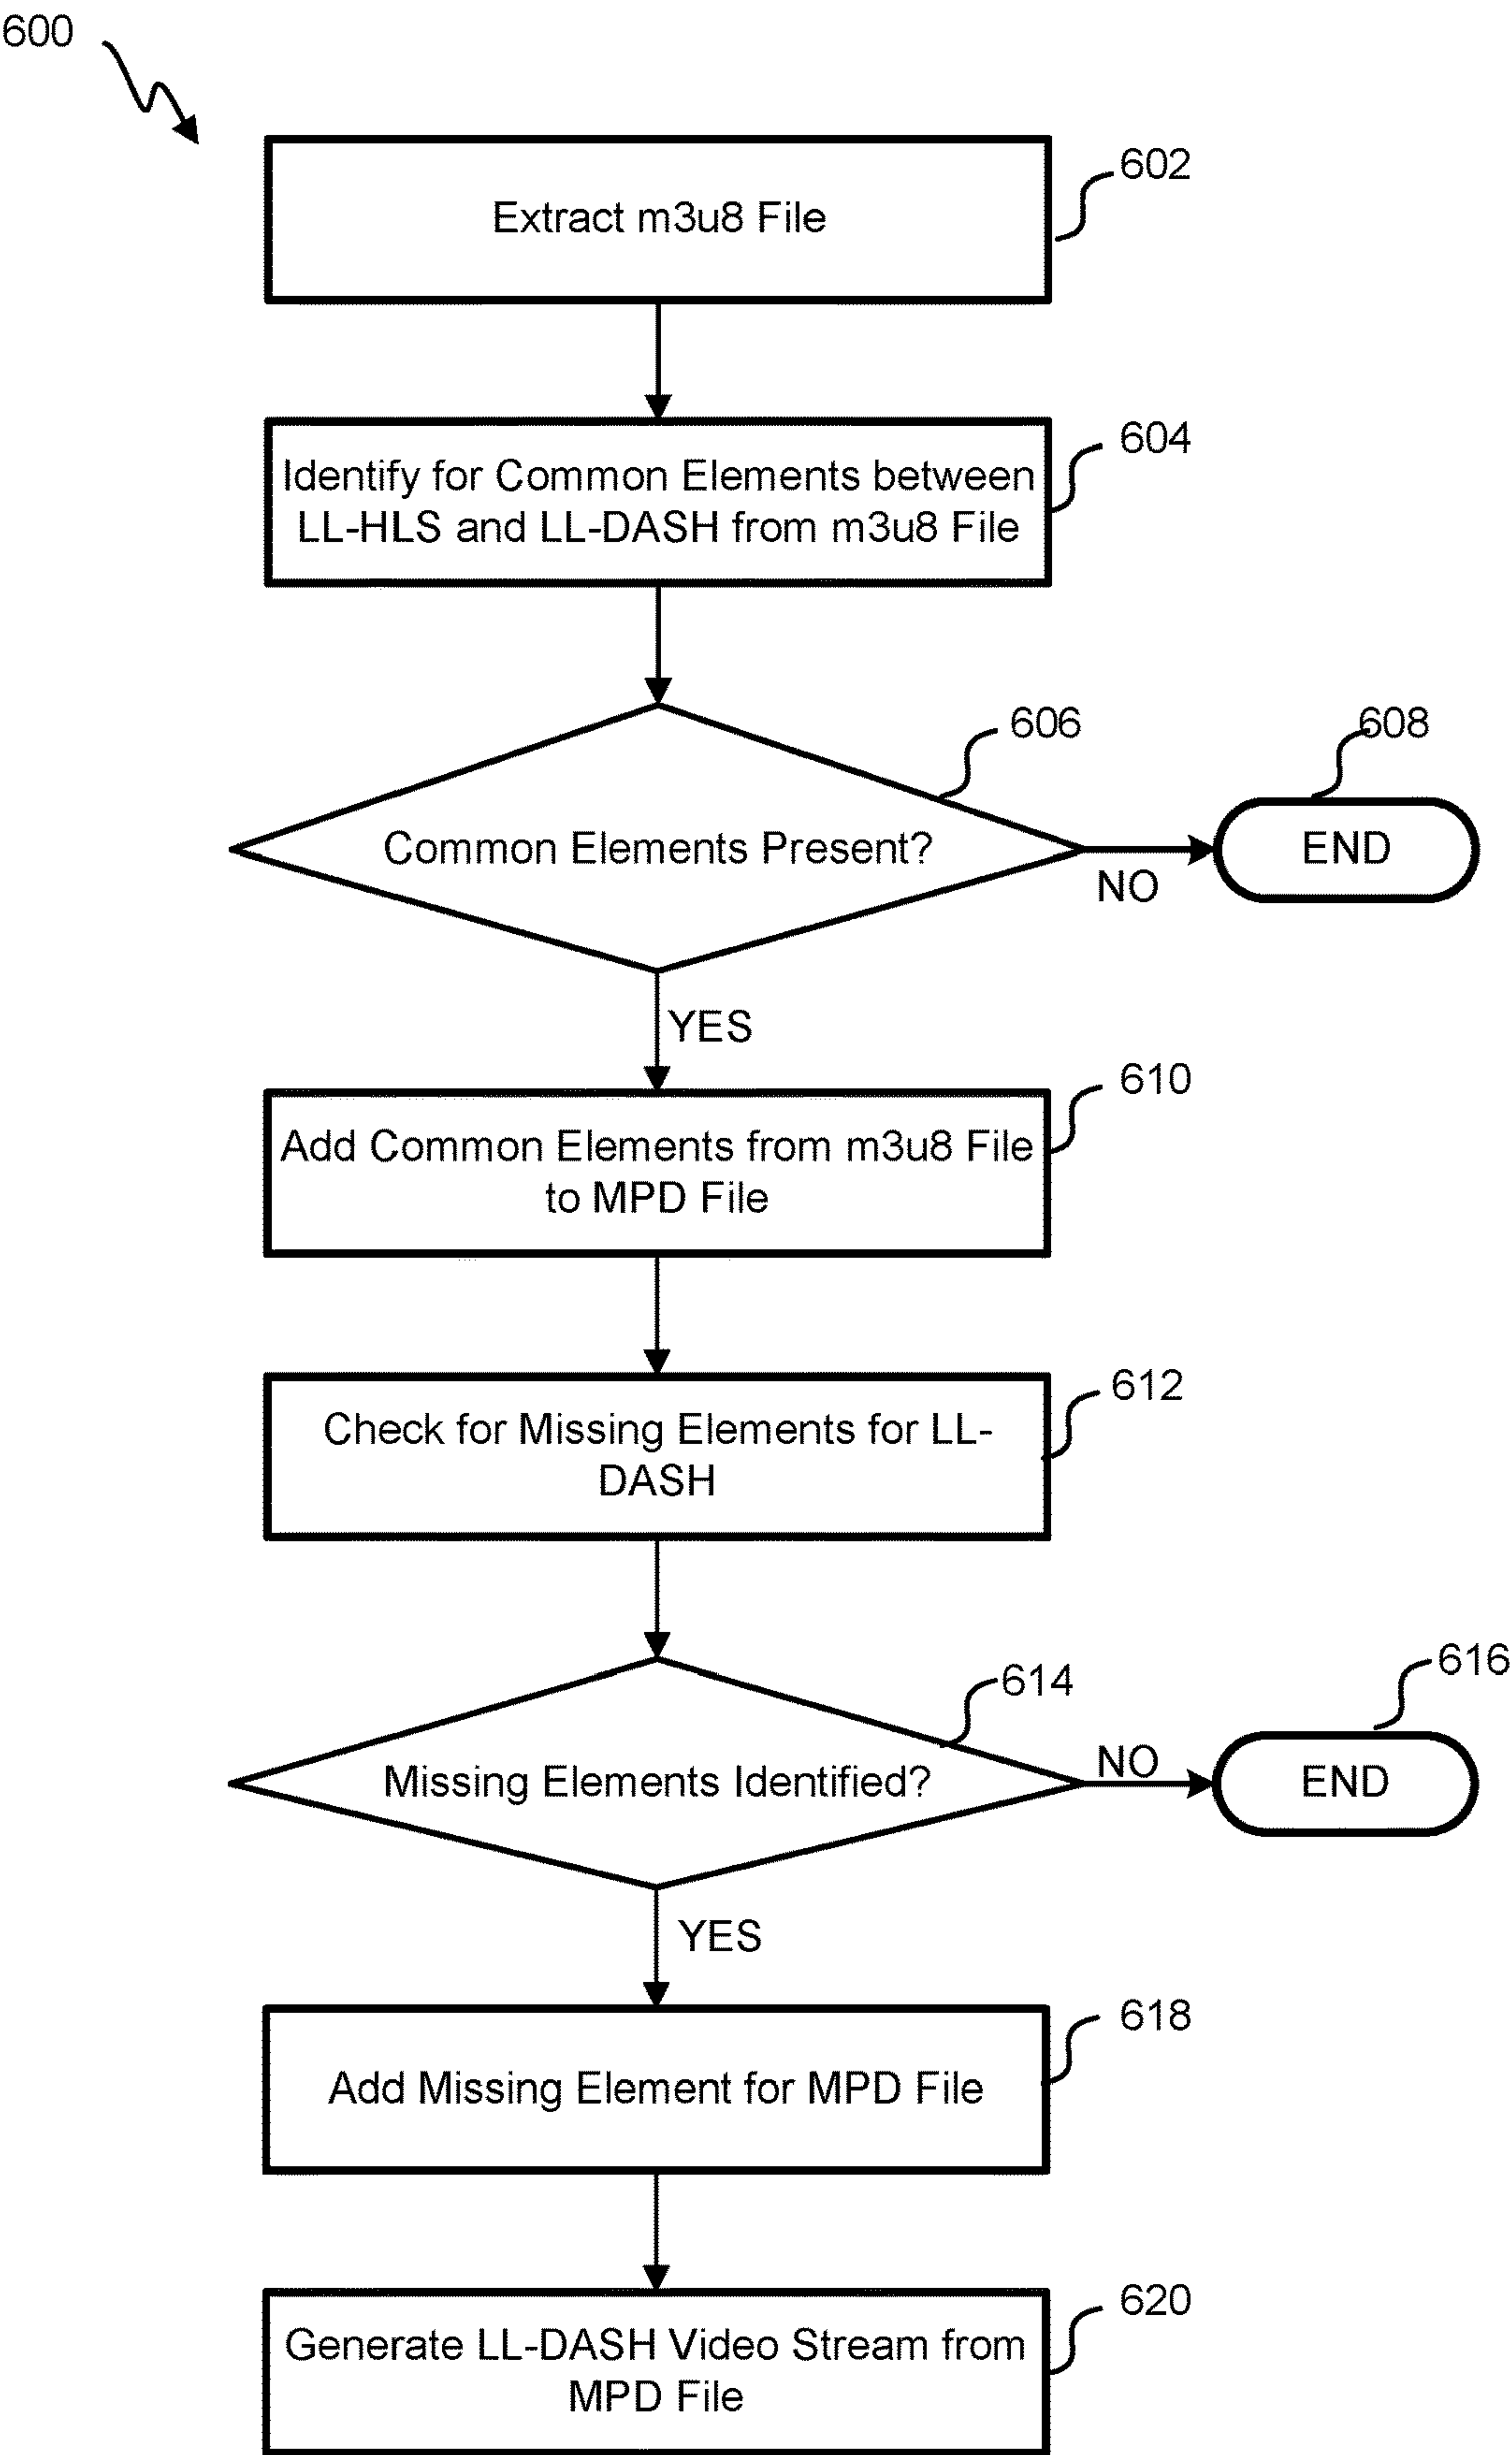 600
602
Extract m3u8 File
604
Identify for Common Elements between
LL-HLS and LL-DASH from m3u8 File
606
608
Common Elements Present?
END
NO
YES
610
Add Common Elements from m3u8 File
to MPD File
612
Check for Missing Elements for LL-
DASH
614
616
Missing Elements Identified?
NO
END
YES
618
Add Missing Element for MPD File
620
Generate LL-DASH Video Stream from
MPD File